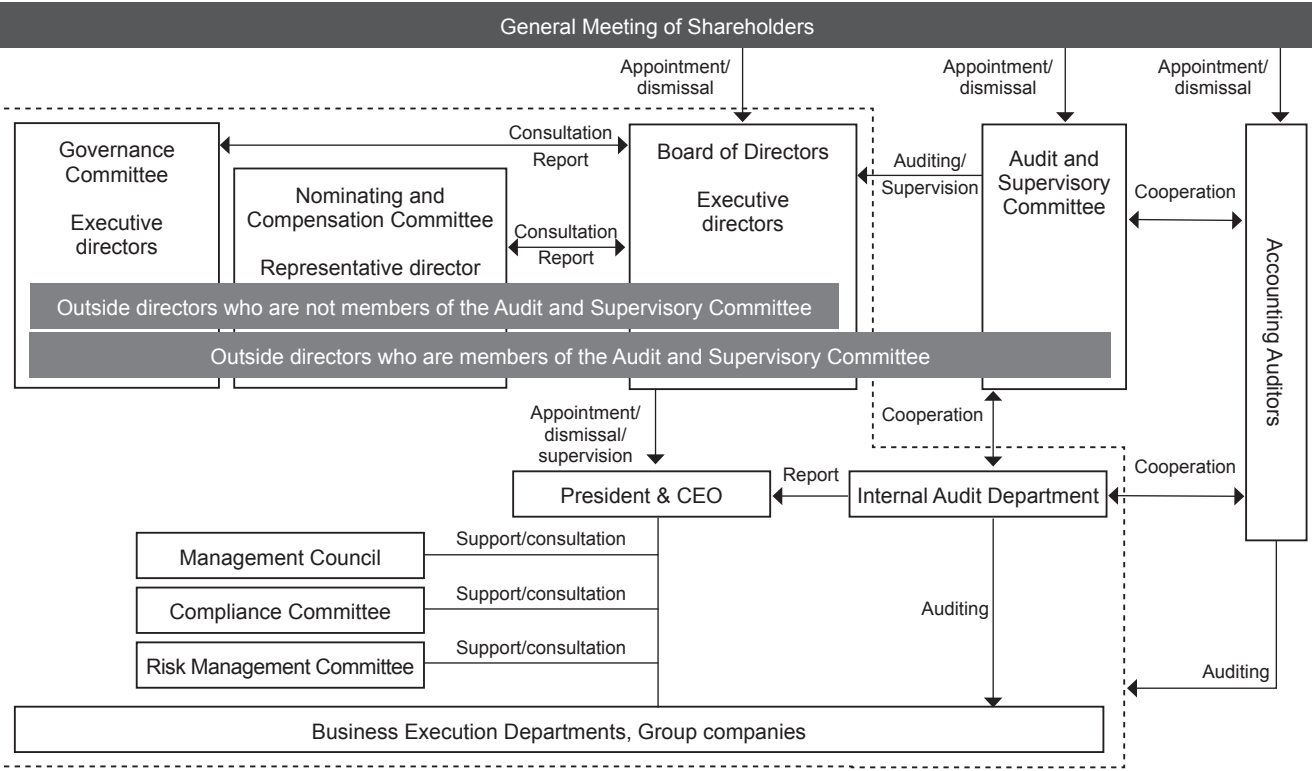 General Meeting of Shareholders
Appointment/
dismissal
Appointment/
dismissal
Appointment/
dismissal
Governance
Committee
Executive
directors
Consultation
Report
Nominating and
Compensation Committee
Representative director
Consultation
Report
Board of Directors
Executive
directors
Auditing/
Supervision
Audit and
Supervisory
Committee
Cooperation
Accounting Auditors
Outside directors who are not members of the Audit and Supervisory Committee
Outside directors who are members of the Audit and Supervisory Committee
Appointment/
dismissal/
supervision
Cooperation
President & CEO
Report
Internal Audit Department
Cooperation
Management Council
Support/consultation
Compliance Committee
Support/consultation
Risk Management Committee
Support/consultation
Auditing
Auditing
Business Execution Departments, Group companies